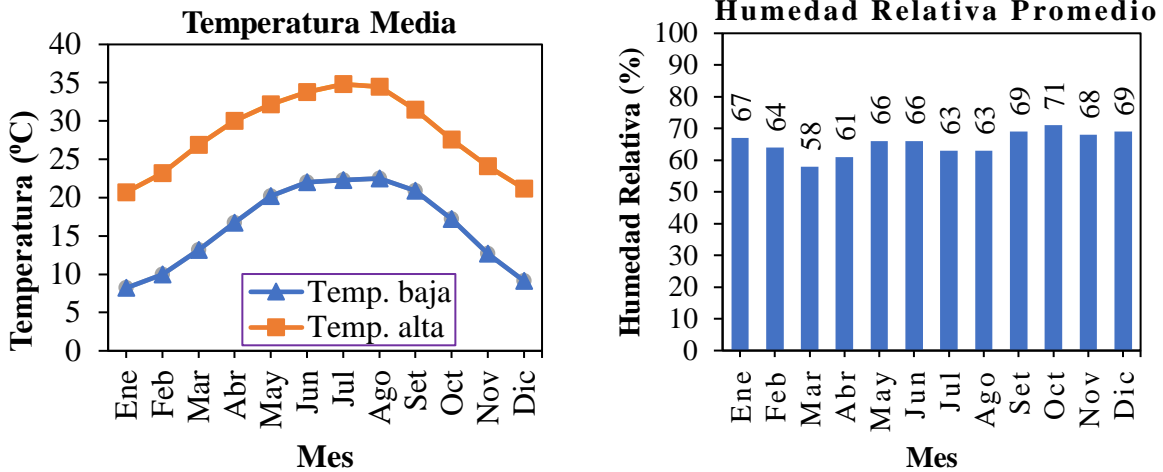 Temperatura Media
Temperatura (ºC)
40
35
30
25
20
15
10
5
0
Temp. baja
Temp. alta
Ene
Feb
Mar
Abr
May
Jun
Jul
Ago
Set
Oct
Nov
Dic
Mes
Humedad Relativa Promedio
Humedad Relativa (%)
100
90
80
70
60
50
40
30
20
10
0
67
64
58
61
66
66
63
63
69
71
68
69
Ene
Feb
Mar
Abr
May
Jun
Jul
Ago
Set
Oct
Nov
Dic
Mes